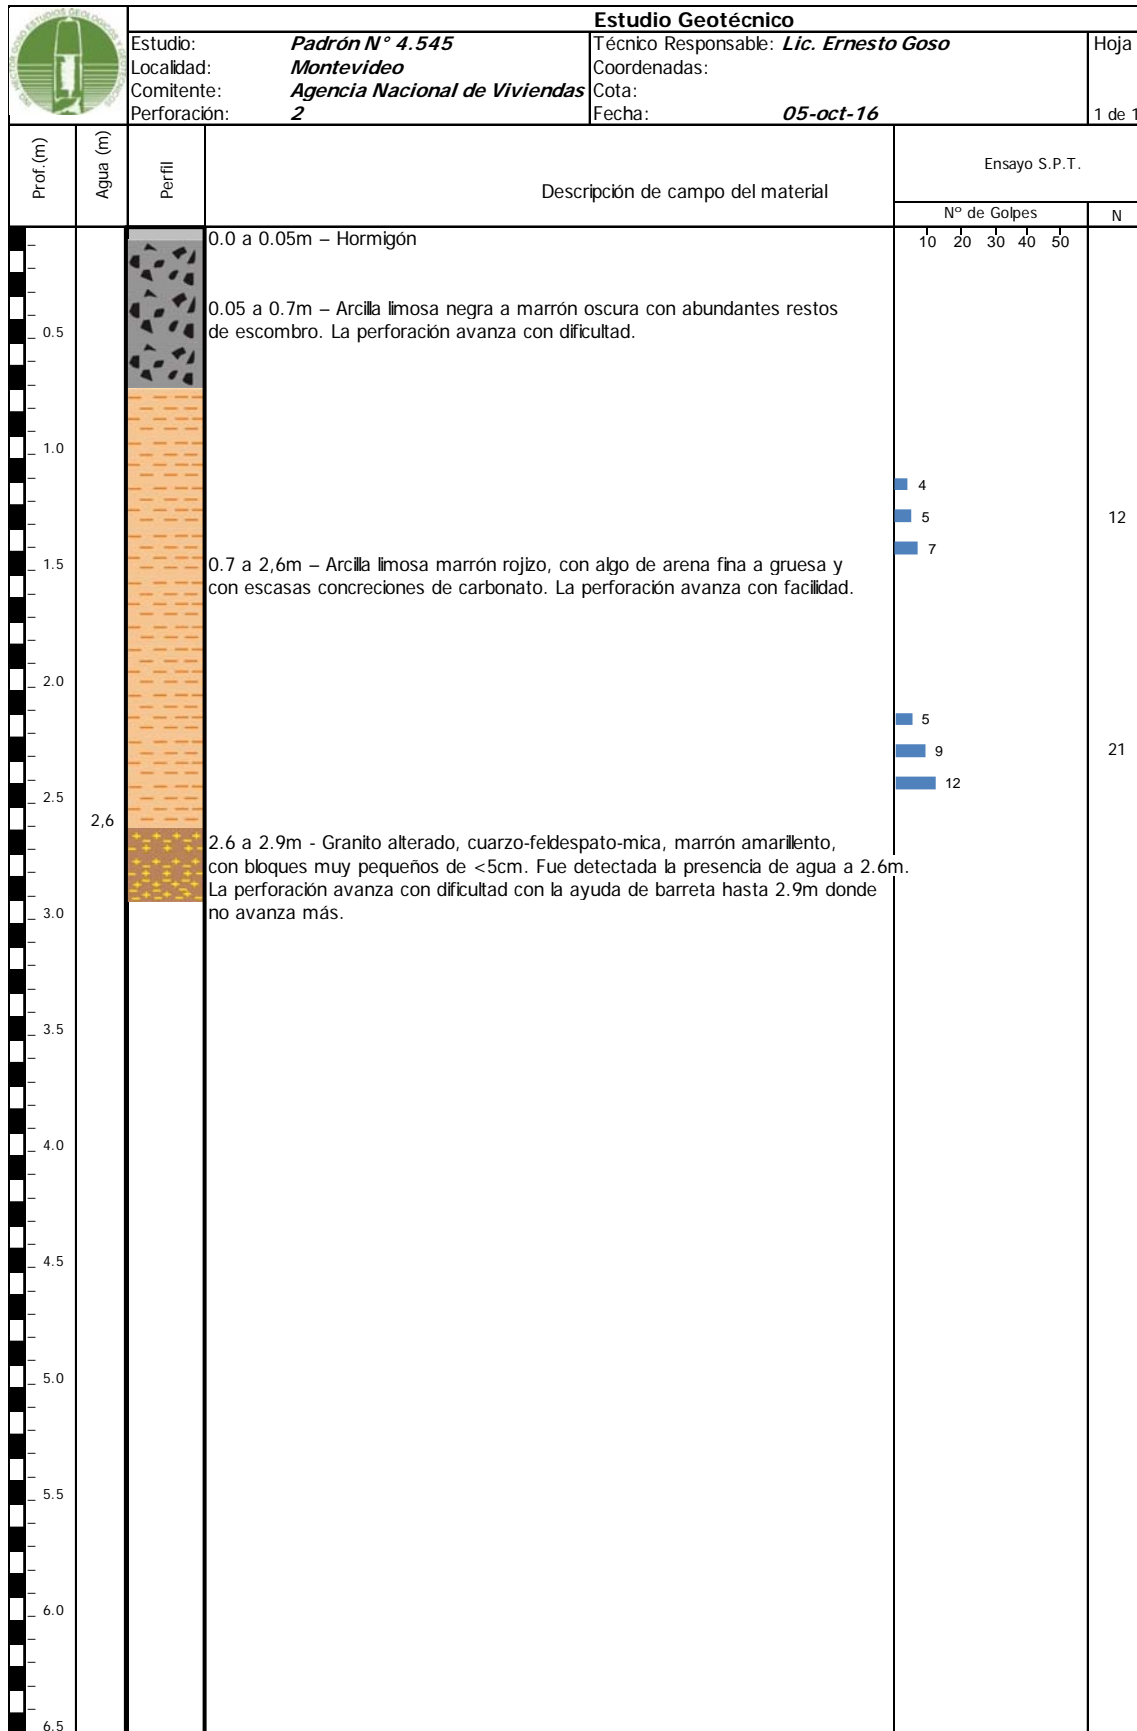 Estudio Geotécnico
Estudio: Padrón N° 4.545 Técnico Responsable: Lic. Ernesto Goso Hoja
Localidad: Montevideo Coordenadas:
Comitente: Agencia Nacional de Viviendas Cota:
Perforación: 2 Fecha: 05-oct-16 1 de 1
Prof.(m) Agua (m) Perfil Descripción de campo del material Ensayo S.P.T.
Nº de Golpes N
10 20 30 40 50
0.0 a 0.05m – Hormigón
0.05 a 0.7m – Arcilla limosa negra a marrón oscura con abundantes restos
0.5 de escombro. La perforación avanza con dificultad.
1.0
4
5 12
7
1.5 0.7 a 2,6m – Arcilla limosa marrón rojizo, con algo de arena fina a gruesa y
con escasas concreciones de carbonato. La perforación avanza con facilidad.
2.0
5
9 21
12
2.5
2,6
2.6 a 2.9m - Granito alterado, cuarzo-feldespato-mica, marrón amarillento,
con bloques muy pequeños de <5cm. Fue detectada la presencia de agua a 2.6m.
La perforación avanza con dificultad con la ayuda de barreta hasta 2.9m donde
3.0 no avanza más.
3.5
4.0
4.5
5.0
5.5
6.0
6.5